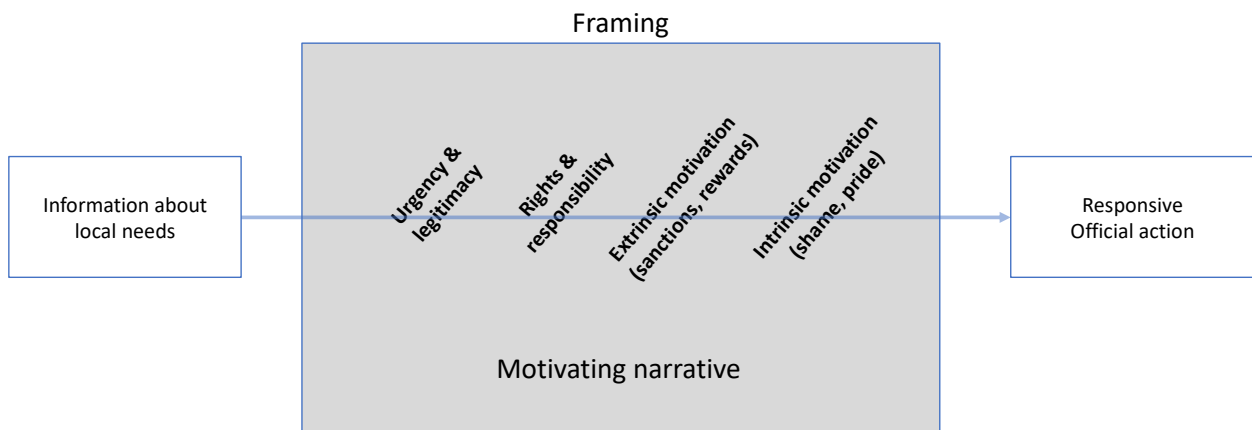 Framing
Information about
local needs
Urgency &
legitimacy
Rights &
responsibility
Extrinsic motivation
(sanctions, rewards)
Intrinsic motivation
(shame, pride)
Responsive
Official action
Motivating narrative